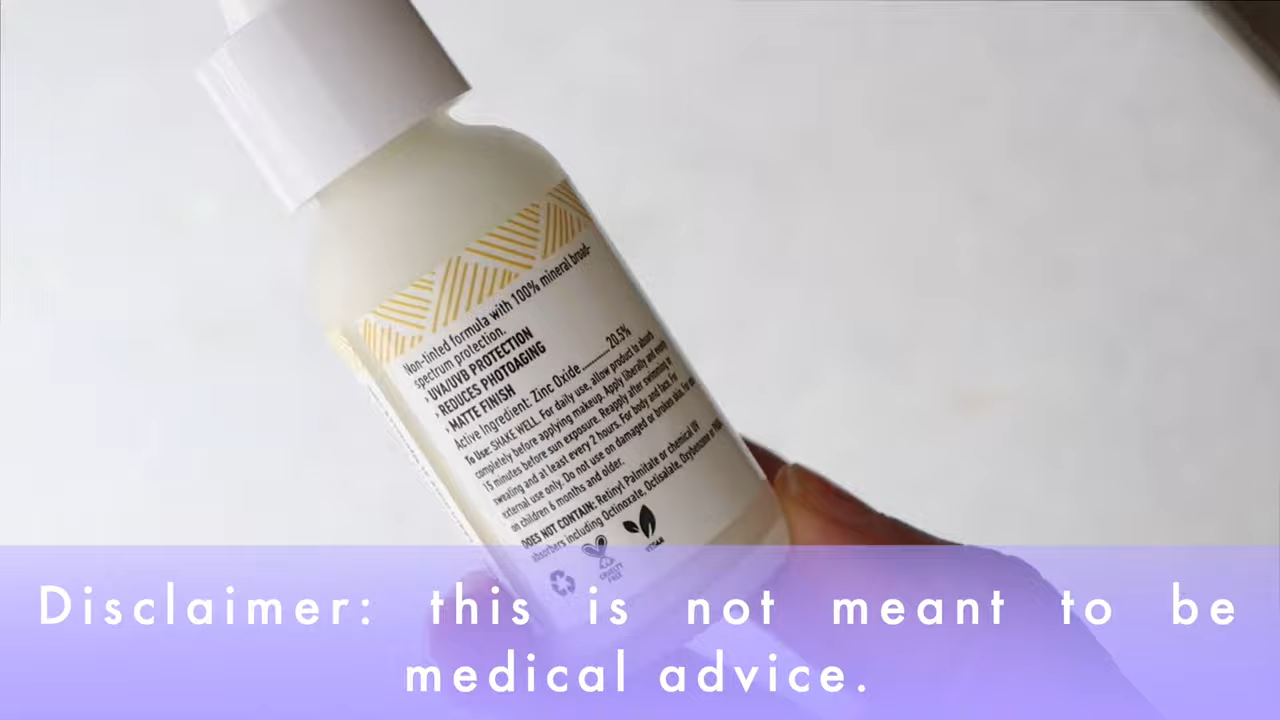 Non-tinted formula with 100% mineral broad-
spectrum protection.
› UVA/UVB PROTECTION
› REDUCES PHOTOAGING
› MATTE FINISH
Active Ingredient: Zinc Oxide .......... 20.5%
To Use: SHAKE WELL. For daily use, allow product to absorb
completely before applying makeup. Apply liberally and evenly
15 minutes before sun exposure. Reapply after swimming or
sweating and at least every 2 hours. For body and face. For
external use only. Do not use on damaged or broken skin. For use
on children 6 months and older.
DOES NOT CONTAIN: Retinyl Palmitate or chemical UV
absorbers including Octinoxate, Octisalate, Oxybenzone or
CRUELTY
FREE
VEGAN
Disclaimer: this is not meant to be
medical advice.